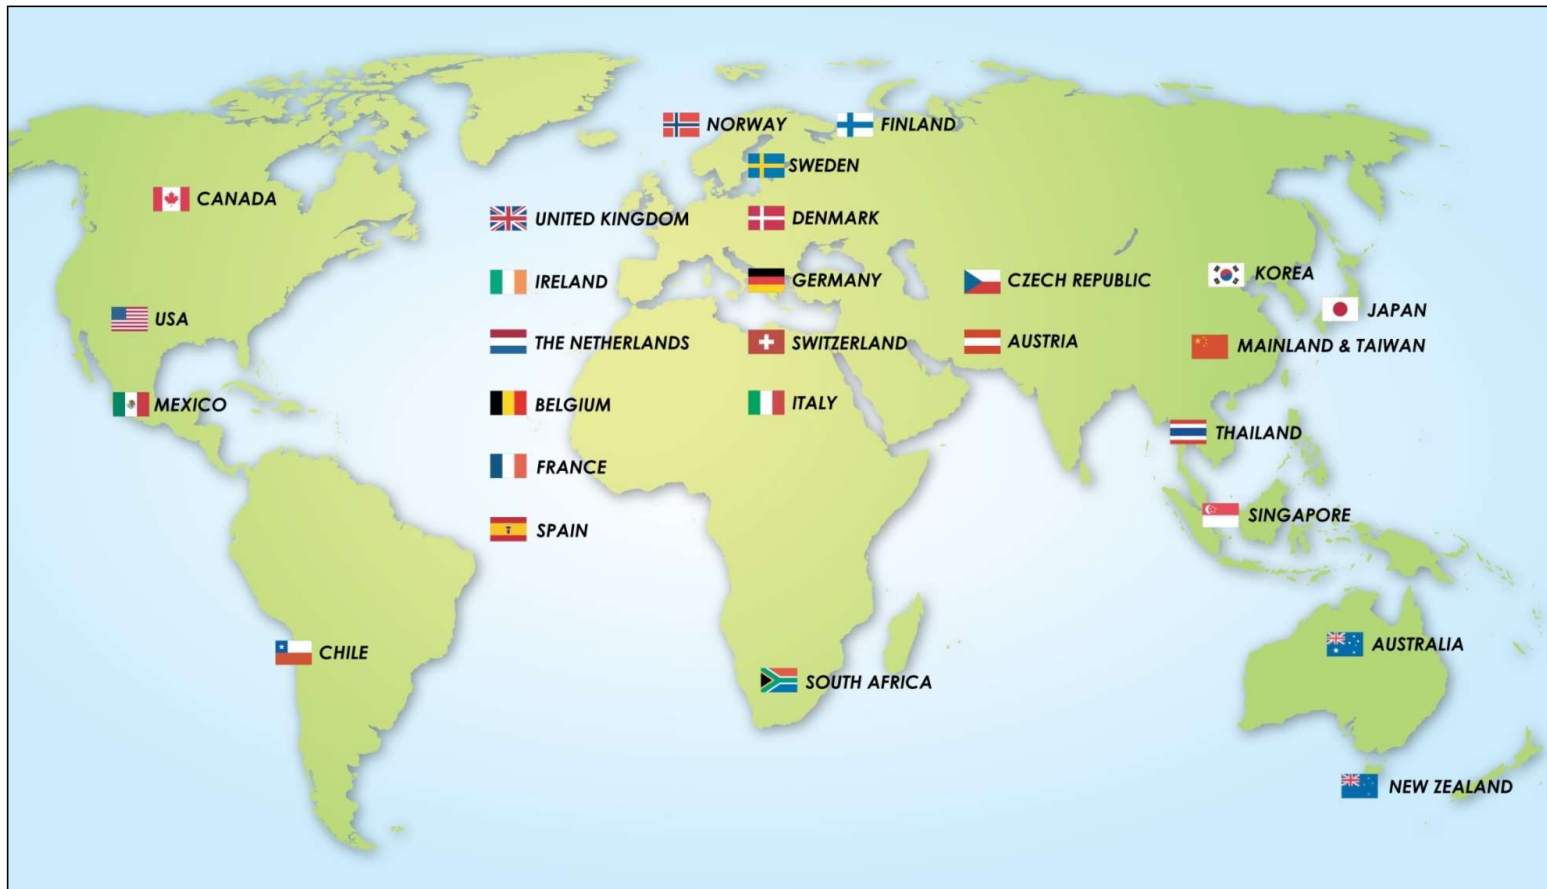 NORWAY
FINLAND
SWEDEN
CANADA
UNITED KINGDOM
DENMARK
IRELAND
GERMANY
CZECH REPUBLIC
KOREA
USA
JAPAN
THE NETHERLANDS
SWITZERLAND
AUSTRIA
MAINLAND & TAIWAN
MEXICO
BELGIUM
ITALY
THAILAND
FRANCE
SPAIN
SINGAPORE
CHILE
AUSTRALIA
SOUTH AFRICA
NEW ZEALAND